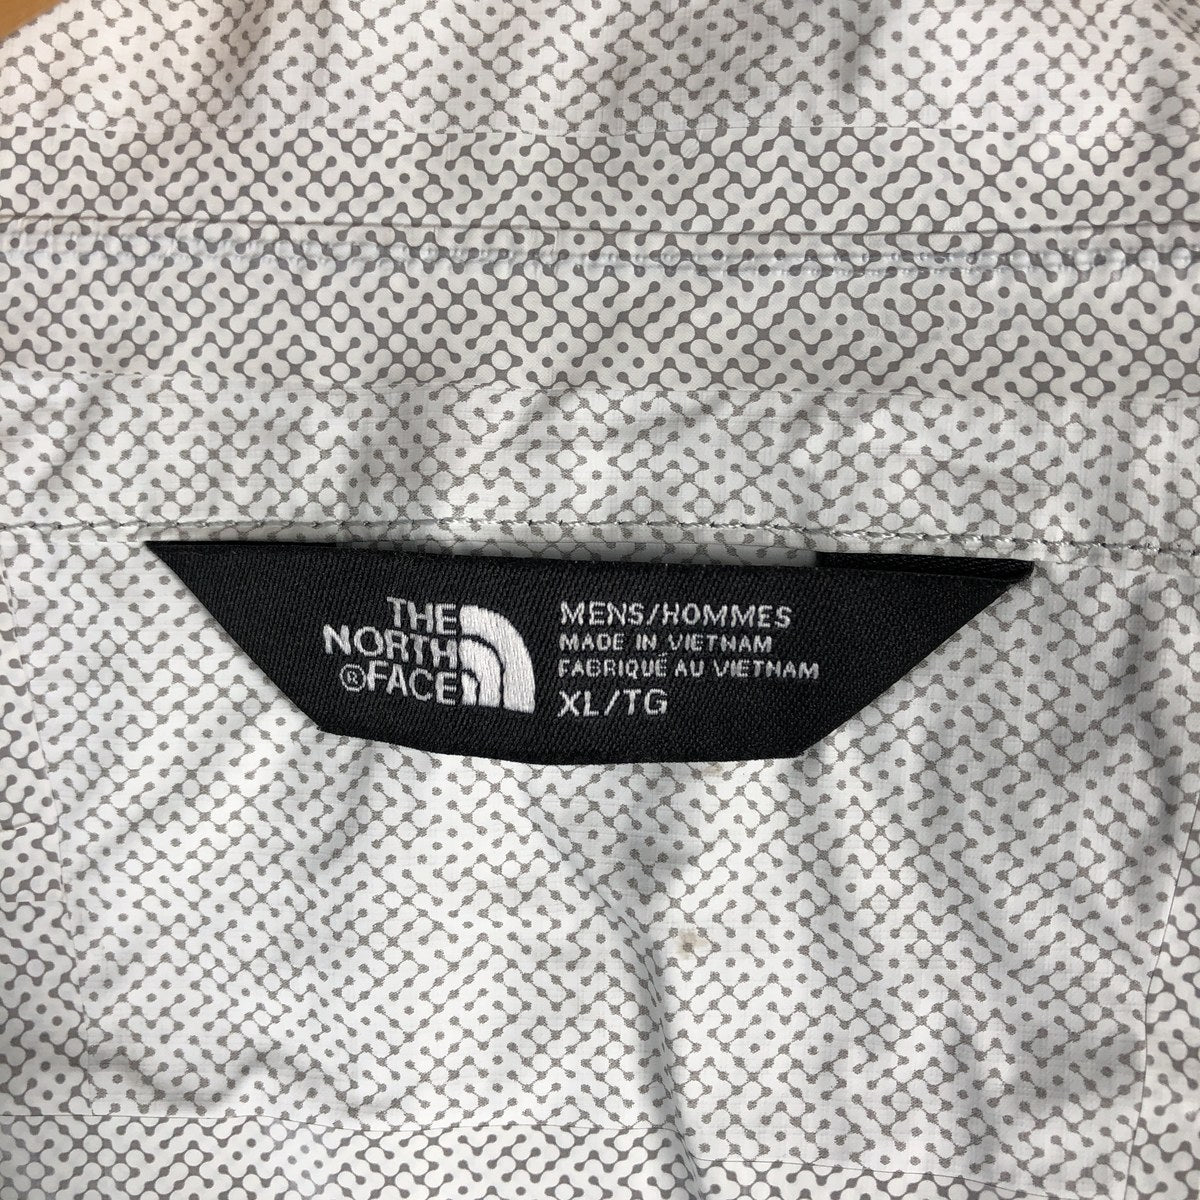 THE
NORTH
®FACE
MENS/HOMMES
MADE IN VIETNAM
FABRIQUÉ AU VIETNAM
XL/TG